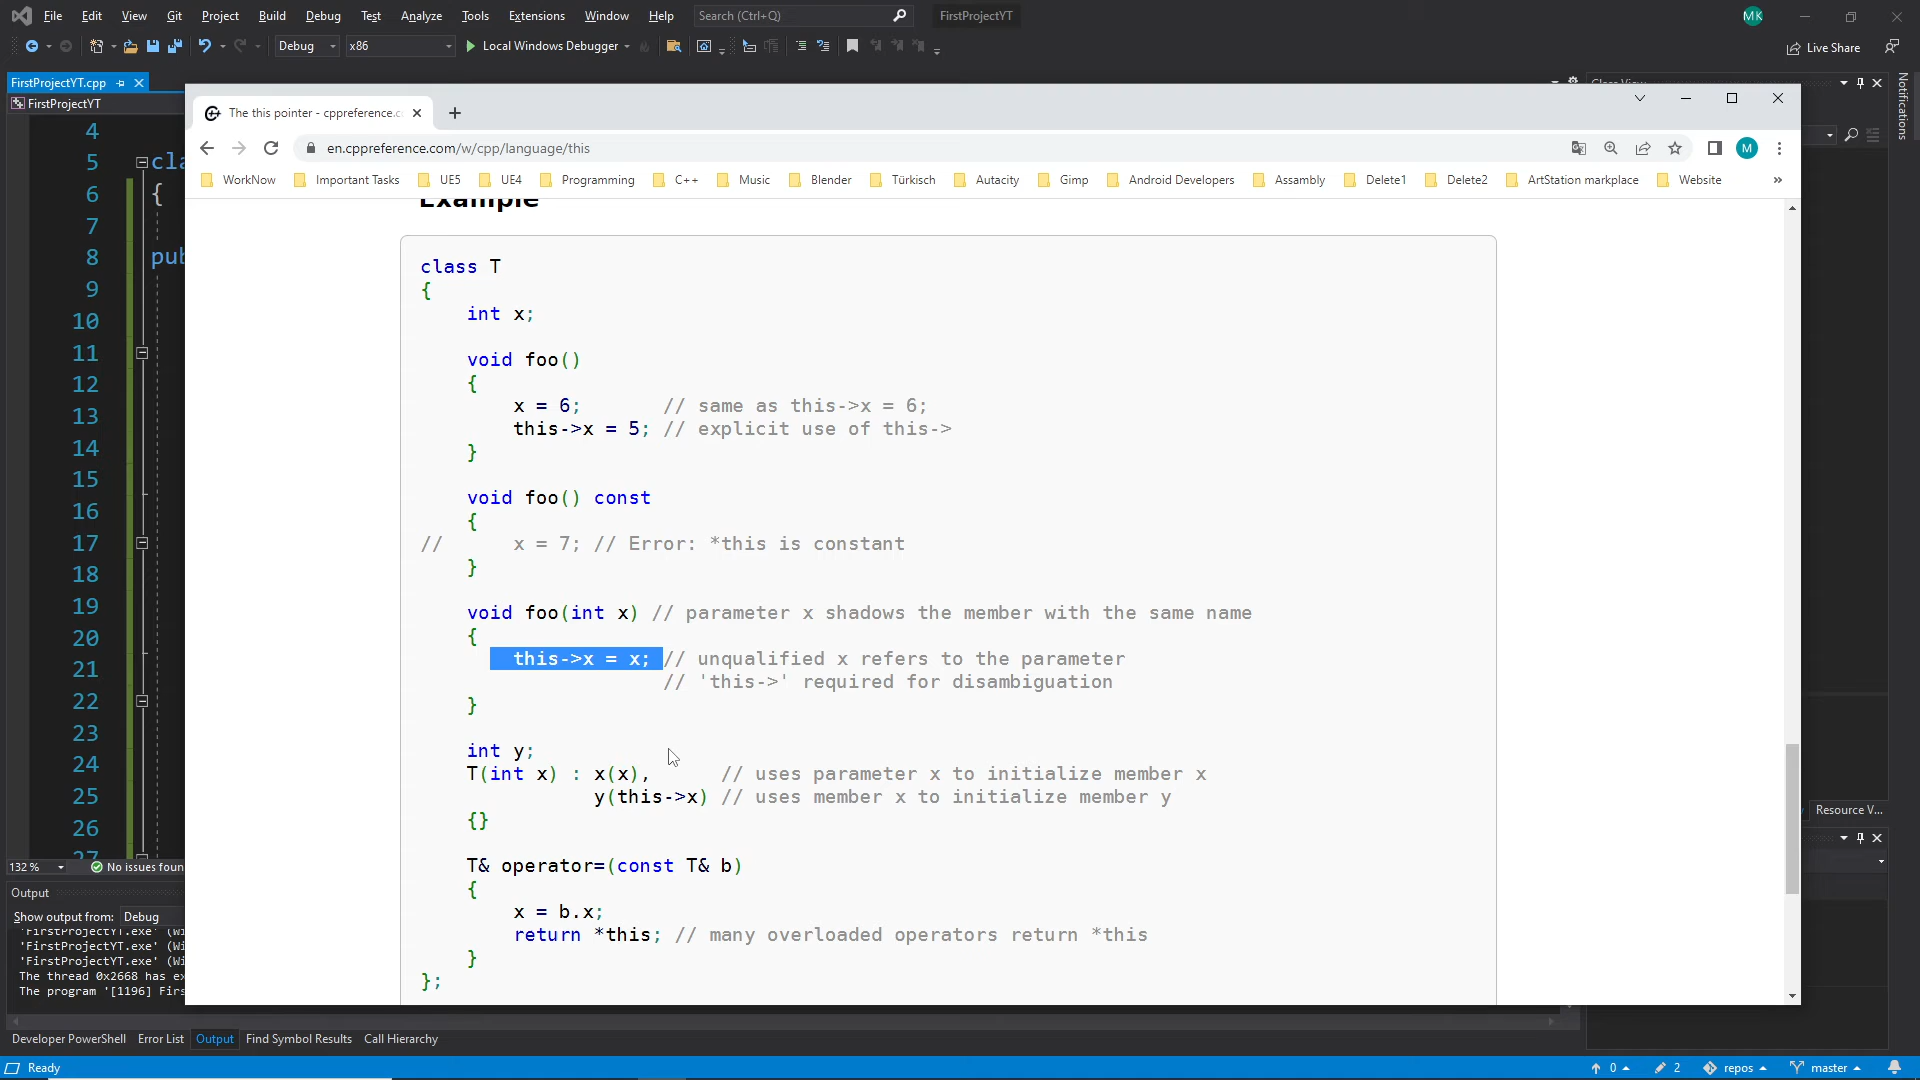 File Edit View Git Project Build Debug Test Analyze Tools Extensions Window Help Search (Ctrl+Q) FirstProjectYT MK
Debug x86 Local Windows Debugger Live Share
FirstProjectYT.cpp
Class View
Notifications
FirstProjectYT
The this pointer - cppreference.c
en.cppreference.com/w/cpp/language/this M
WorkNow Important Tasks UE5 UE4 Programming C++ Music Blender Türkisch Autacity Gimp Android Developers Assambly Delete1 Delete2 ArtStation markplace Website »
4
5 cla
6 {
7
8 pub
9
10
11
12
13
14
15
16
17
18
19
20
21
22
23
24
25
26
27
Example
class T
{
int x;
void foo()
{
x = 6; // same as this->x = 6;
this->x = 5; // explicit use of this->
}
void foo() const
{
// x = 7; // Error: *this is constant
}
void foo(int x) // parameter x shadows the member with the same name
{
this->x = x; // unqualified x refers to the parameter
// 'this->' required for disambiguation
}
int y;
T(int x) : x(x), // uses parameter x to initialize member x
y(this->x) // uses member x to initialize member y
{}
T& operator=(const T& b)
{
x = b.x;
return *this; // many overloaded operators return *this
}
};
Resource V...
132 % No issues foun
Output
Show output from: Debug
'FirstProjectYT.exe' (Wi
'FirstProjectYT.exe' (Wi
'FirstProjectYT.exe' (Wi
The thread 0x2668 has ex
The program '[1196] Firs
Developer PowerShell Error List Output Find Symbol Results Call Hierarchy
Ready 0 2 repos master